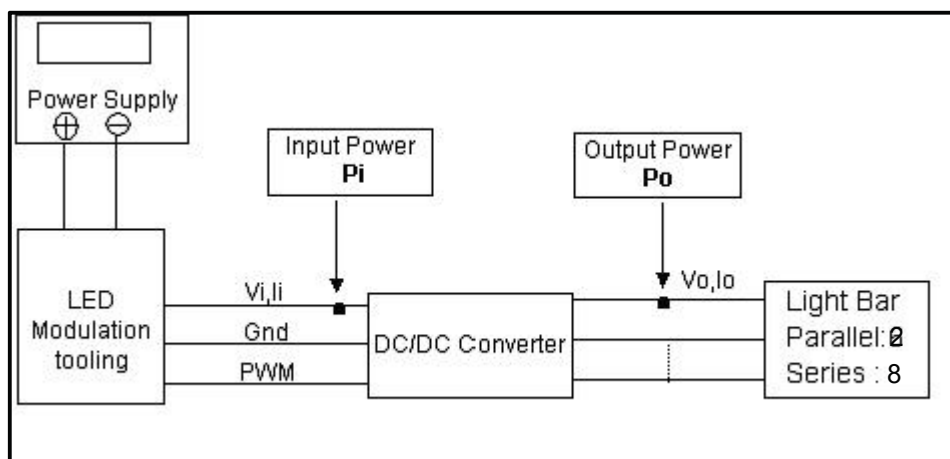 Power Supply
Input Power
Pi
Output Power
Po
LED
Modulation
tooling
Vi,Ii
Gnd
PWM
DC/DC Converter
Vo,Io
Light Bar
Parallel:
Series : 8